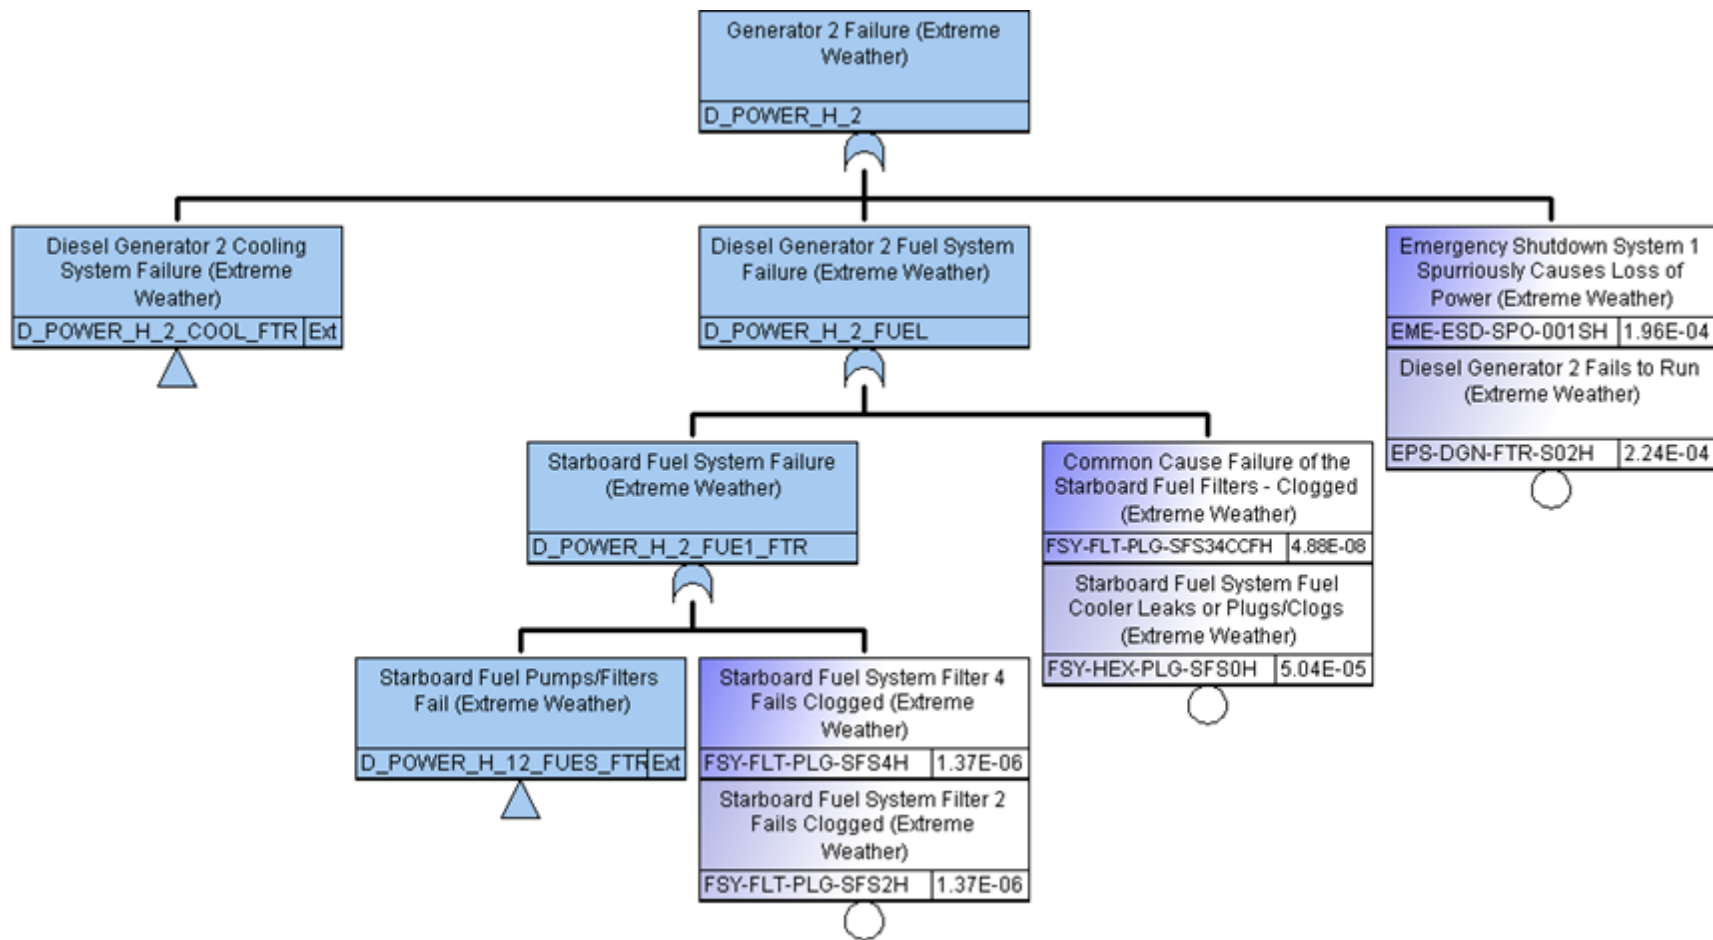 Generator 2 Failure (Extreme
Weather)
D_POWER_H_2
Diesel Generator 2 Cooling
System Failure (Extreme
Weather)
D_POWER_H_2_COOL_FTR Ext
Diesel Generator 2 Fuel System
Failure (Extreme Weather)
D_POWER_H_2_FUEL
Emergency Shutdown System 1
Spurriously Causes Loss of
Power (Extreme Weather)
EME-ESD-SPO-001SH 1.96E-04
Diesel Generator 2 Fails to Run
(Extreme Weather)
EPS-DGN-FTR-S02H 2.24E-04
Starboard Fuel System Failure
(Extreme Weather)
D_POWER_H_2_FUE1_FTR
Common Cause Failure of the
Starboard Fuel Filters - Clogged
(Extreme Weather)
FSY-FLT-PLG-SFS34CCFH 4.88E-08
Starboard Fuel System Fuel
Cooler Leaks or Plugs/Clogs
(Extreme Weather)
FSY-HEX-PLG-SFS0H 5.04E-05
Starboard Fuel Pumps/Filters
Fail (Extreme Weather)
D_POWER_H_12_FUES_FTR Ext
Starboard Fuel System Filter 4
Fails Clogged (Extreme
Weather)
FSY-FLT-PLG-SFS4H 1.37E-06
Starboard Fuel System Filter 2
Fails Clogged (Extreme
Weather)
FSY-FLT-PLG-SFS2H 1.37E-06